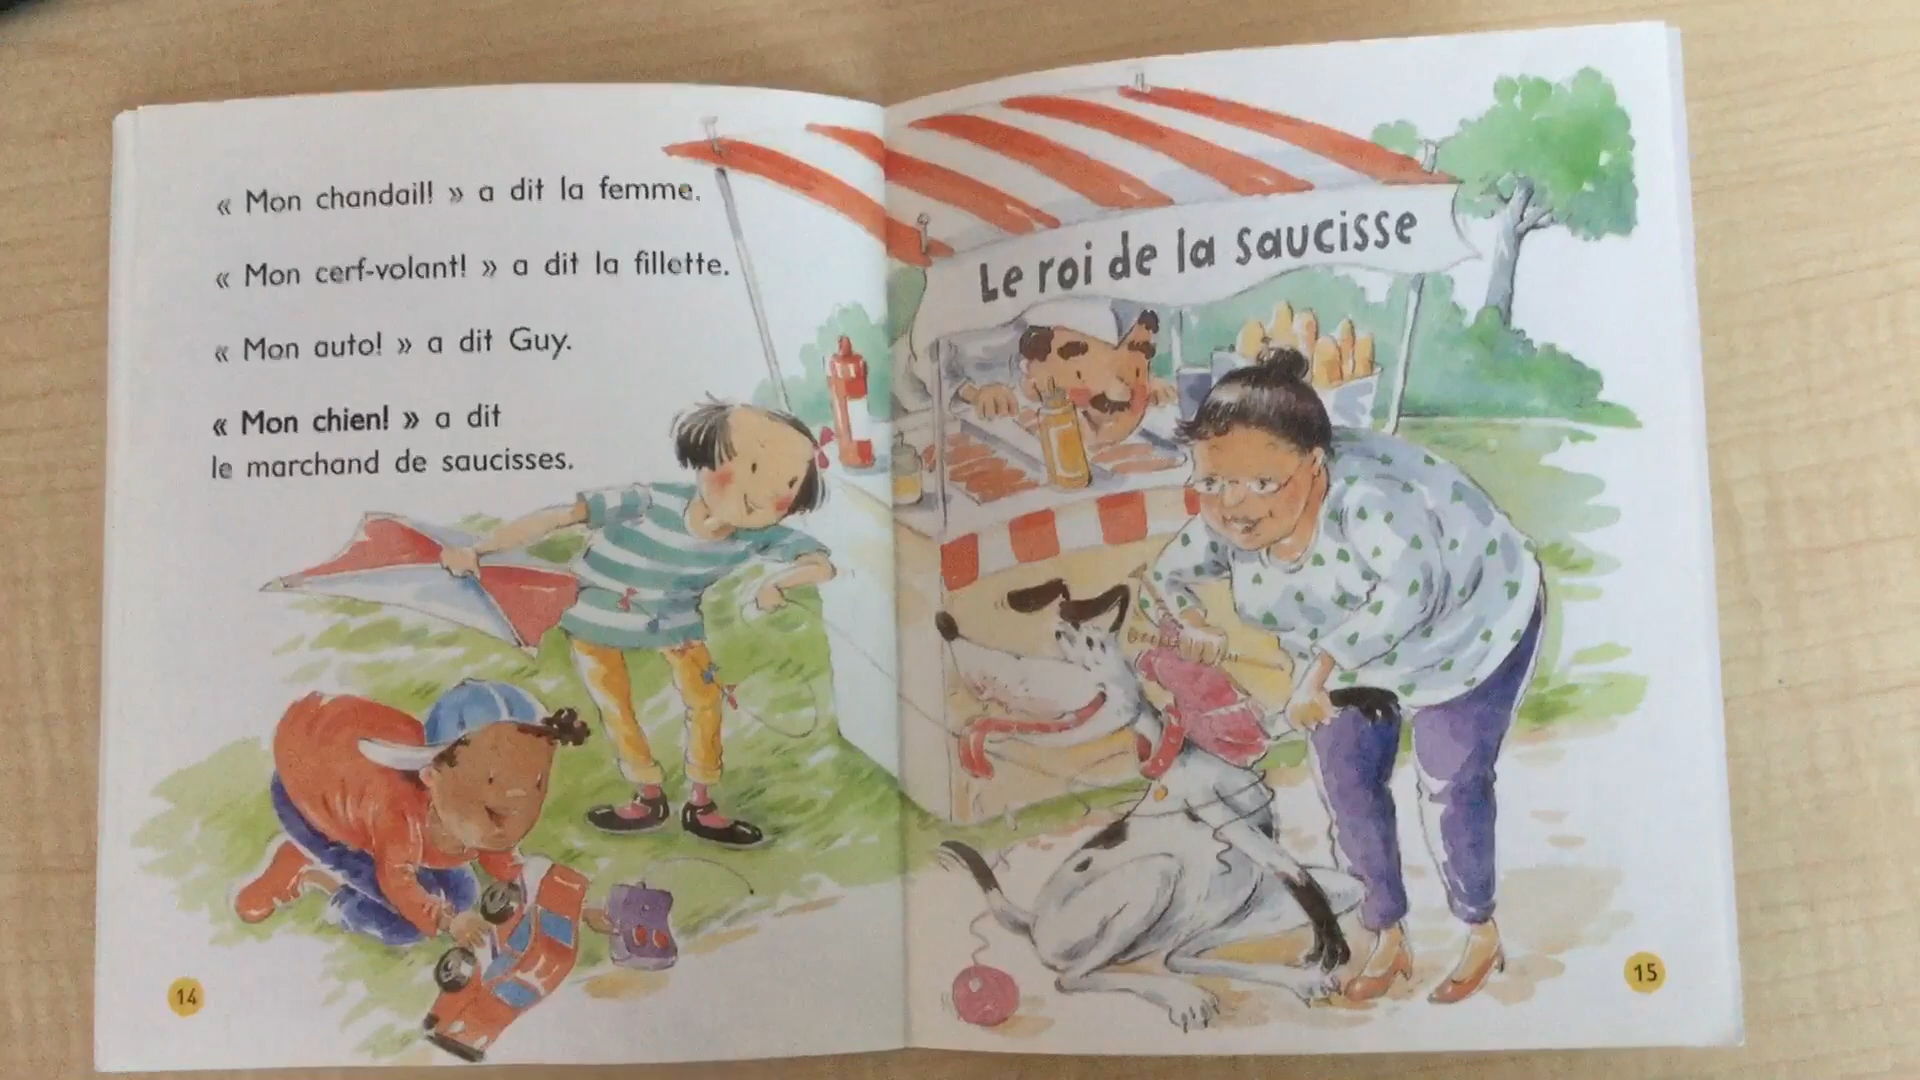 « Mon chandail! » a dit la femme.
« Mon cerf-volant! » a dit la fillette.
« Mon auto! » a dit Guy.
« Mon chien! » a dit
le marchand de saucisses.
14
Le roi de la saucisse
15